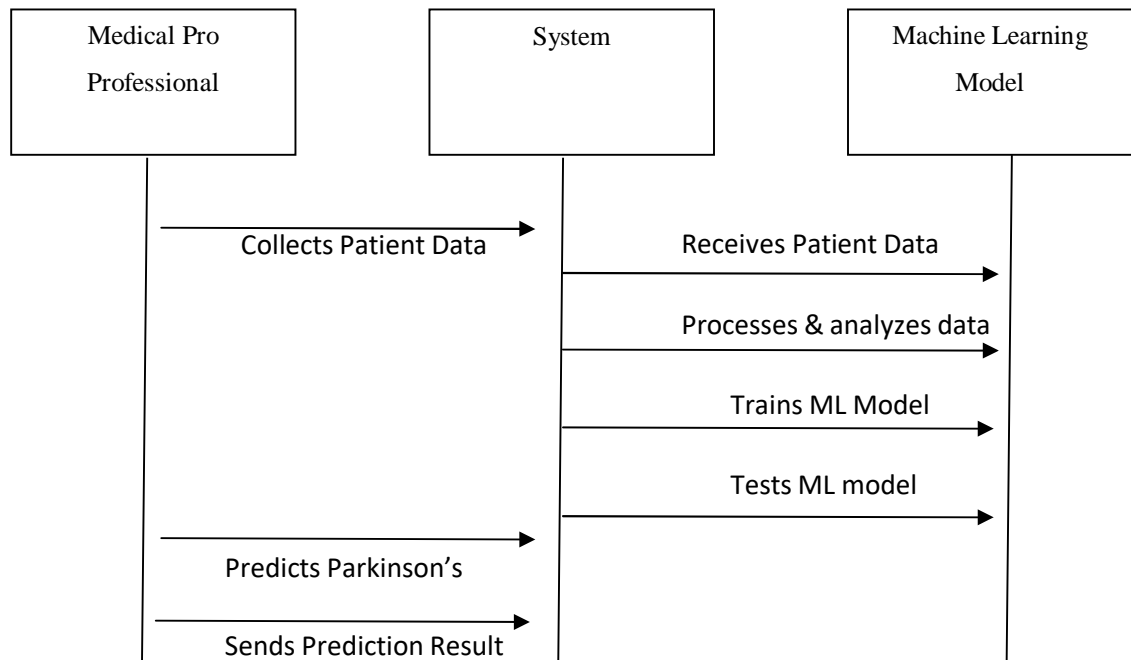 Medical Pro
Professional
System
Machine Learning
Model
Collects Patient Data
Receives Patient Data
Processes & analyzes data
Trains ML Model
Tests ML model
Predicts Parkinson’s
Sends Prediction Result